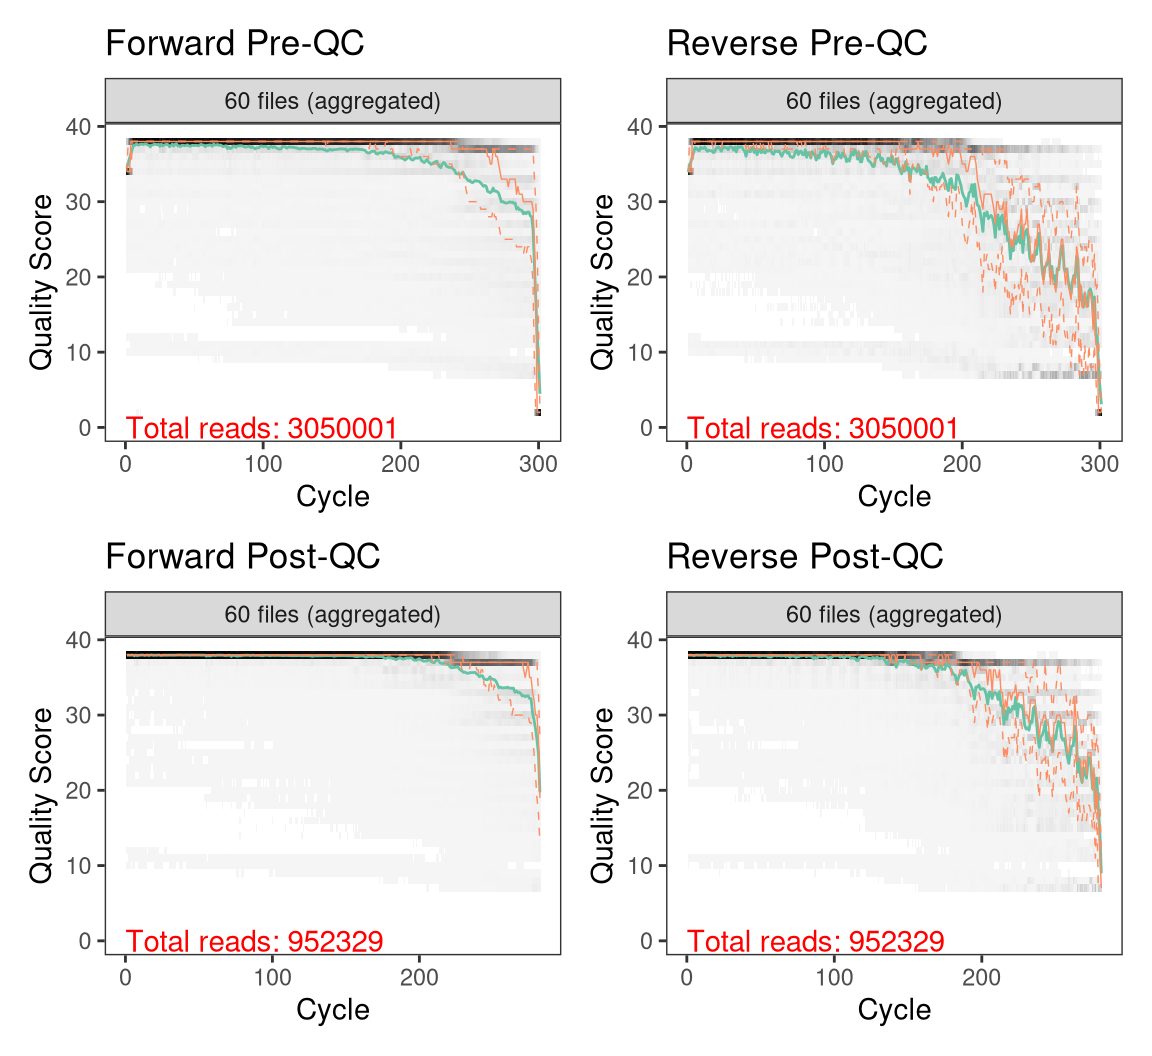 Forward Pre-QC
60 files (aggregated)
40
30
20
10
0
Quality Score
Total reads: 3050001
0 100 200 300
Cycle
Reverse Pre-QC
60 files (aggregated)
40
30
20
10
0
Quality Score
Total reads: 3050001
0 100 200 300
Cycle
Forward Post-QC
60 files (aggregated)
40
30
20
10
0
Quality Score
Total reads: 952329
0 100 200
Cycle
Reverse Post-QC
60 files (aggregated)
40
30
20
10
0
Quality Score
Total reads: 952329
0 100 200
Cycle